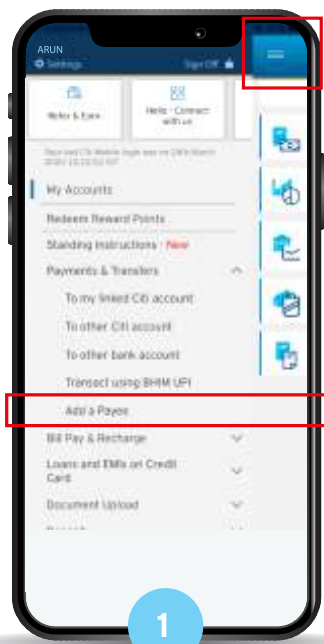 ARUN
Settings
Sign Off
Refer & Earn
Hello - Connect
with us
My Accounts
Redeem Reward Points
Standing Instructions - New
Payments & Transfers
To my linked Citi account
To other Citi account
To other bank account
Transact using BHIM UPI
Add a Payee
Bill Pay & Recharge
Loans and EMIs on Credit
Card
Document Upload
1